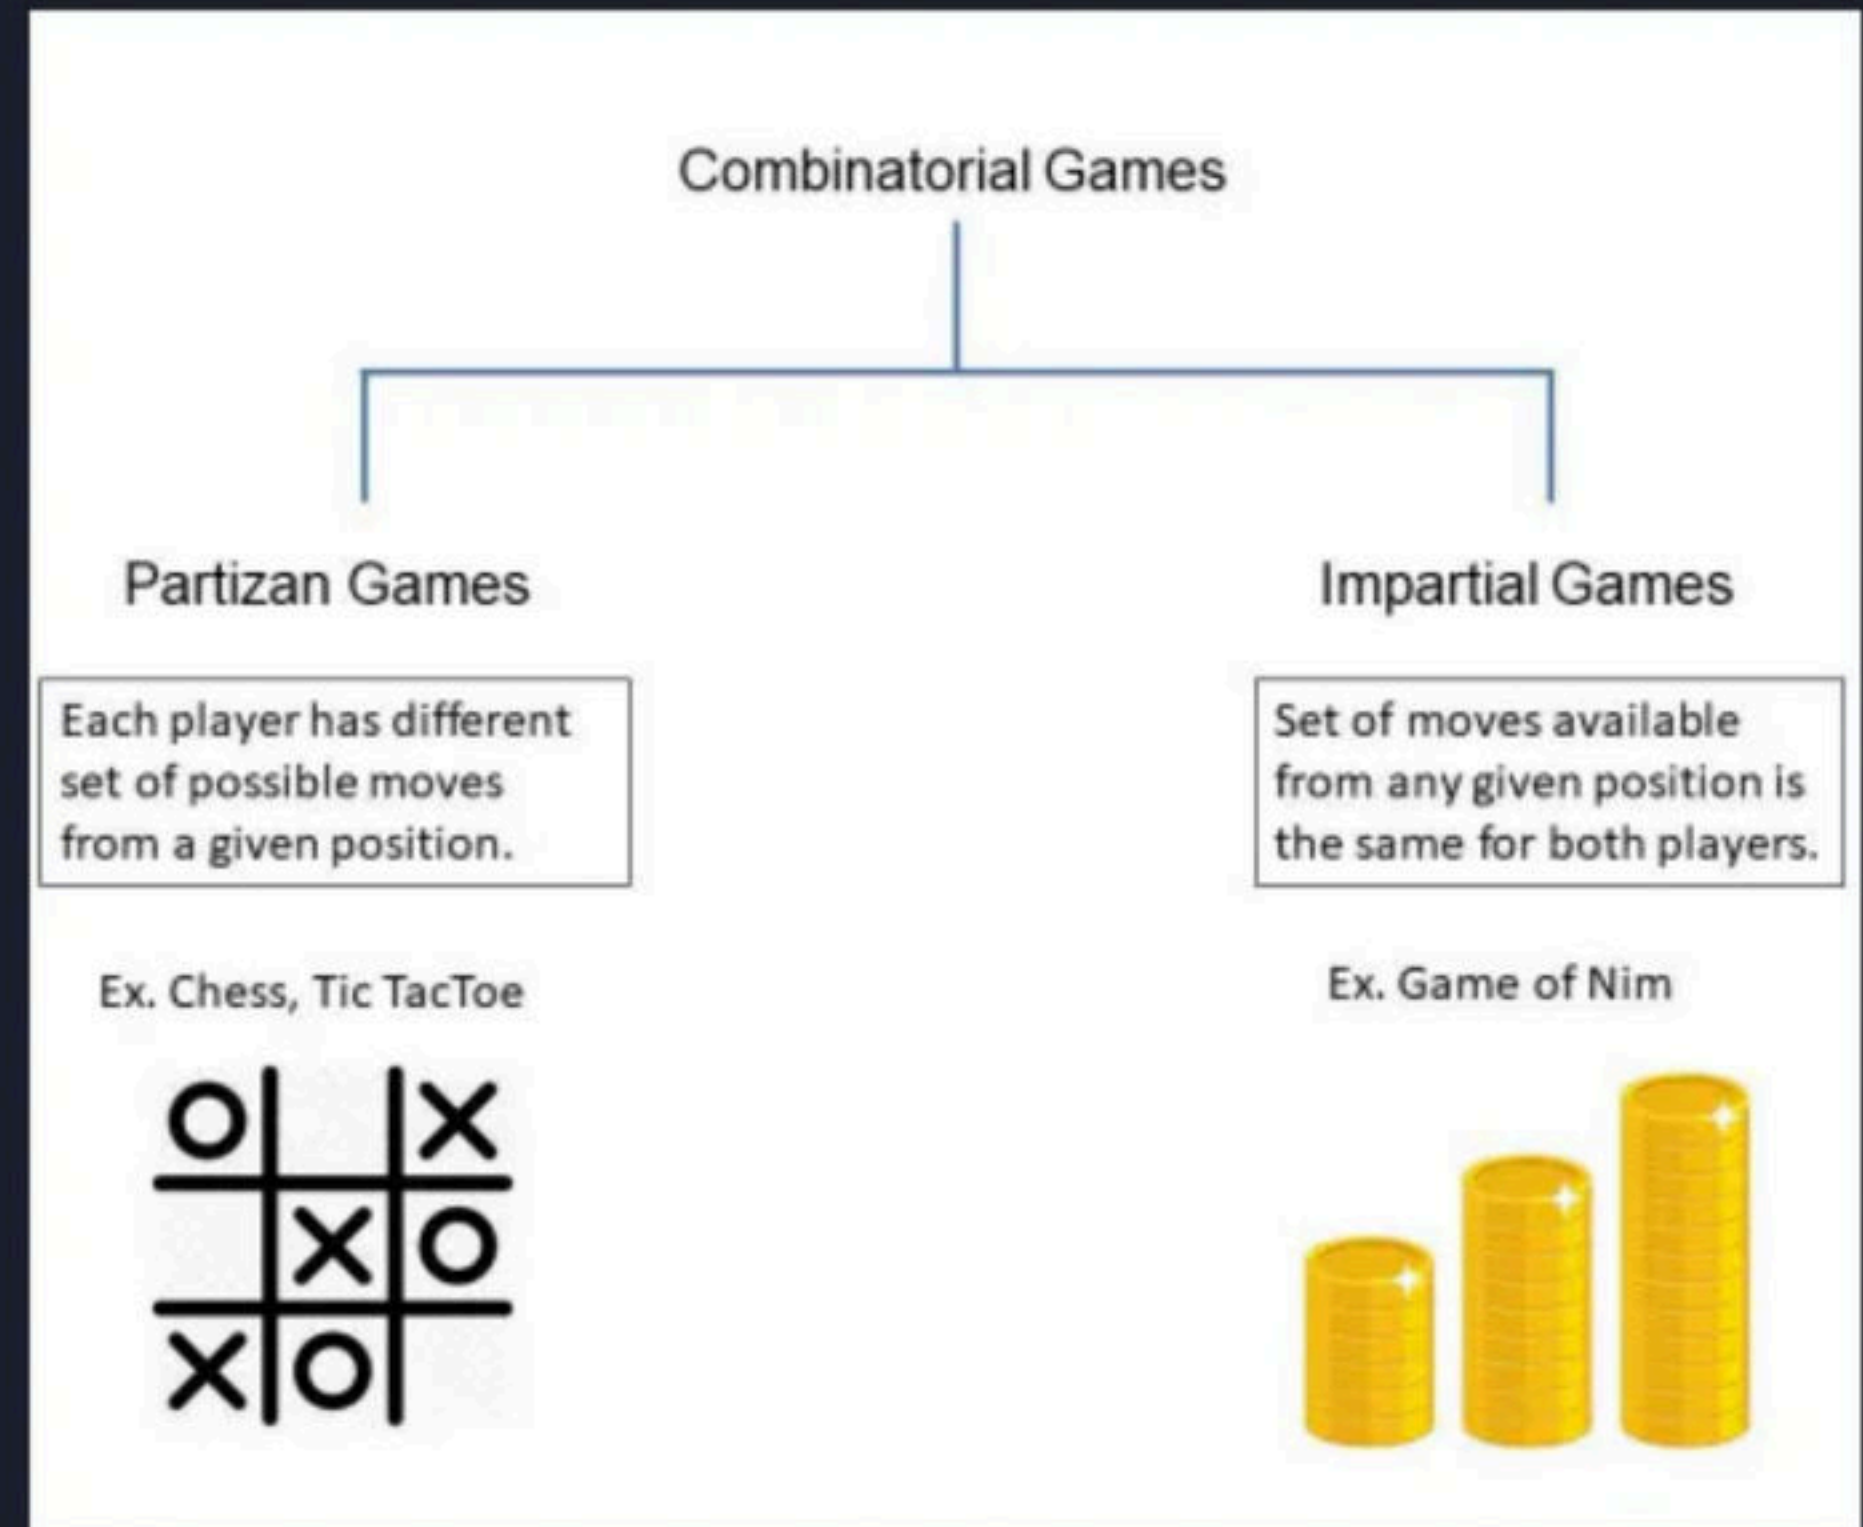 Combinatorial Games
Partizan Games
Each player has different
set of possible moves
from a given position.
Ex. Chess, Tic TacToe
O X
X O
X O
Impartial Games
Set of moves available
from any given position is
the same for both players.
Ex. Game of Nim